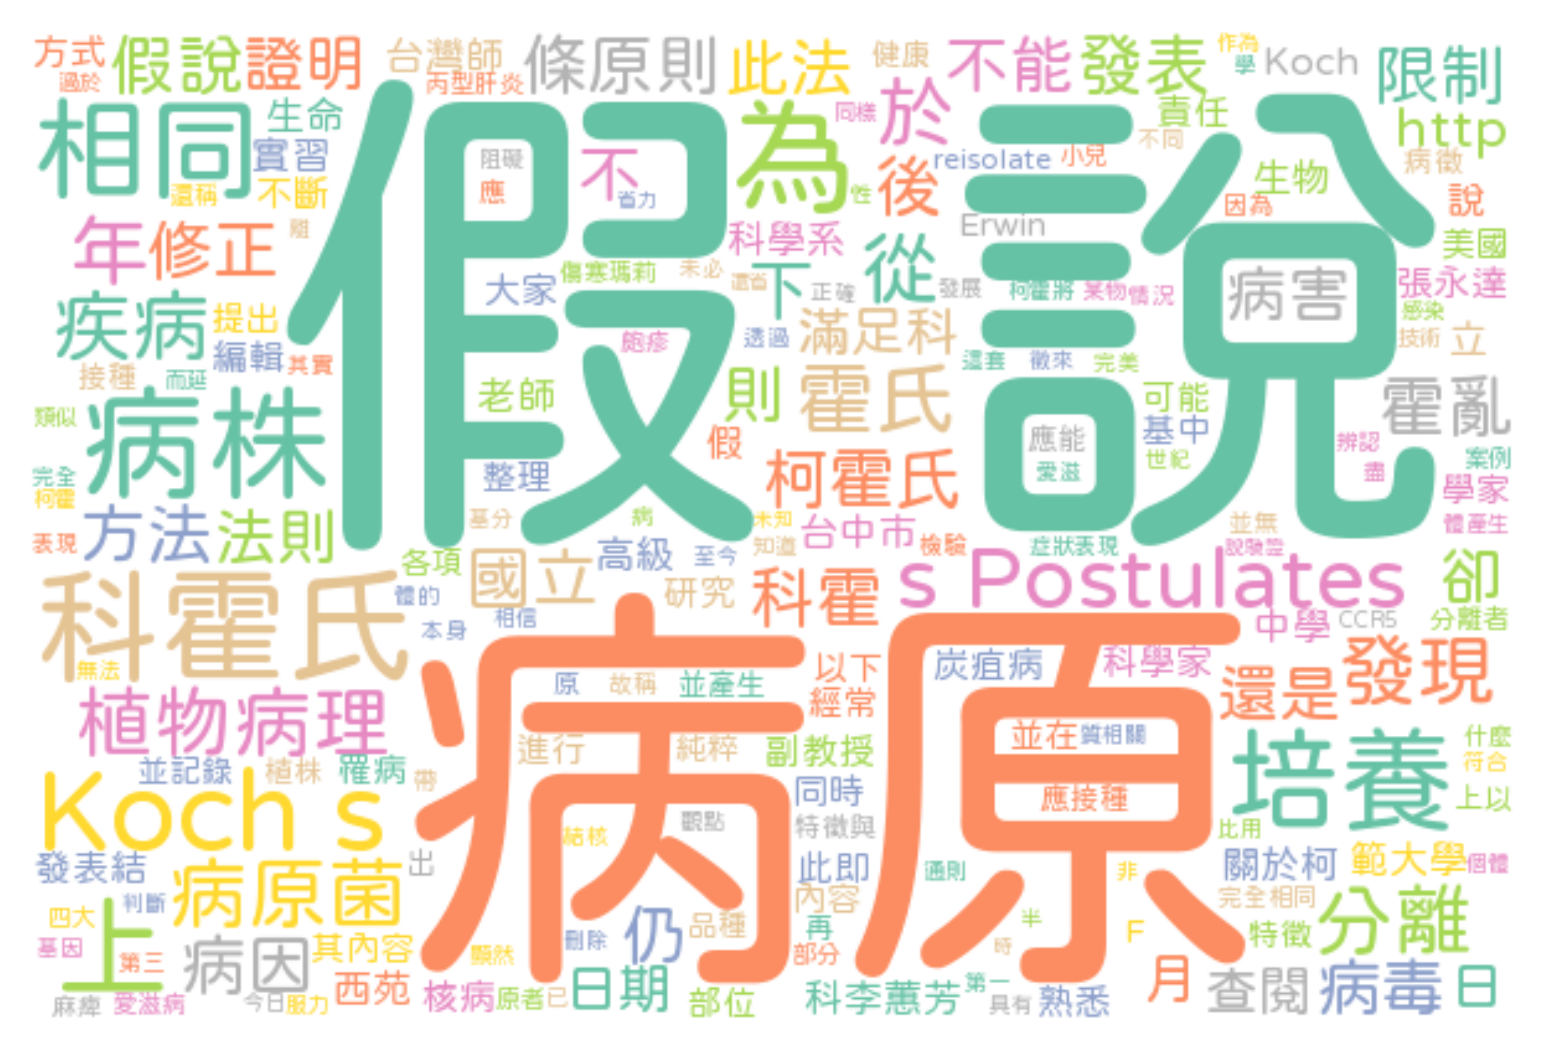 方式 假說 證明 台灣師 條原則 此法 健康 不能 發表 作為 學 Koch 限制
過於 丙型肝炎 同樣 於 責任 http
相同 生命 假說 為 不同
實習 阻礙 不 後 reisolate 小兒 生物 病徵
還稱 不斷 應 省力 性 因為 說
年 修正 離 科學系 Erwin 美國
疾病 大家 傷寒瑪莉 未必 還省 下 正確 從 發展 柯霍將 某物 情況 病害 張永達
提出 皰疹 透過 滿足科 感染 技術 立
編輯 其實 這套 徵來 完美
接種 而延 老師 則 霍氏 可能 霍亂
類似 病株 假 應能 基中 辨認
完全 整理 柯霍氏 愛滋 世紀 盡 案例
柯霍 學家
表現 方法 法則 基分 病 未知 台中市 並無 體產生
各項 國立 高級 至今 知道 檢驗 症狀表現 說驗證
科霍氏 體的 研究 科霍 s Postulates 卻
相信 本身 中學 CCR5 分離者
無法 病原 以下 炭疽病 科學家 發現
植物病理 原 故稱 並產生 經常 還是
進行 純粹 副教授 並在 質相關 什麼
並記錄 植株 罹病 帶 同時 應接種 培養 符合
Koch s 結核 觀點 特徵與 上以
比用
發表結 出 此即 通則 非 關於柯 範大學 個體
病原菌 內容 完全相同
四大 判斷 仍 品種 再 半 F 特徵 分離
基因 上 第三 病因 其內容 顯然 刪除 部分 時
西苑 核病 原者 已 日期 部位 科李蕙芳 第一 月 查閱 病毒 日
麻痺 愛滋病 今日 服力 具有 熟悉